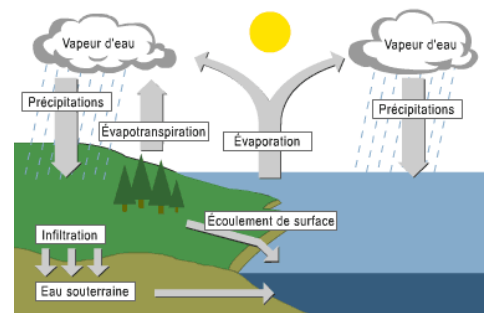 Vapeur d'eau
Vapeur d'eau
Précipitations
Précipitations
Évapotranspiration
Évaporation
Écoulement de surface
Infiltration
Eau souterraine